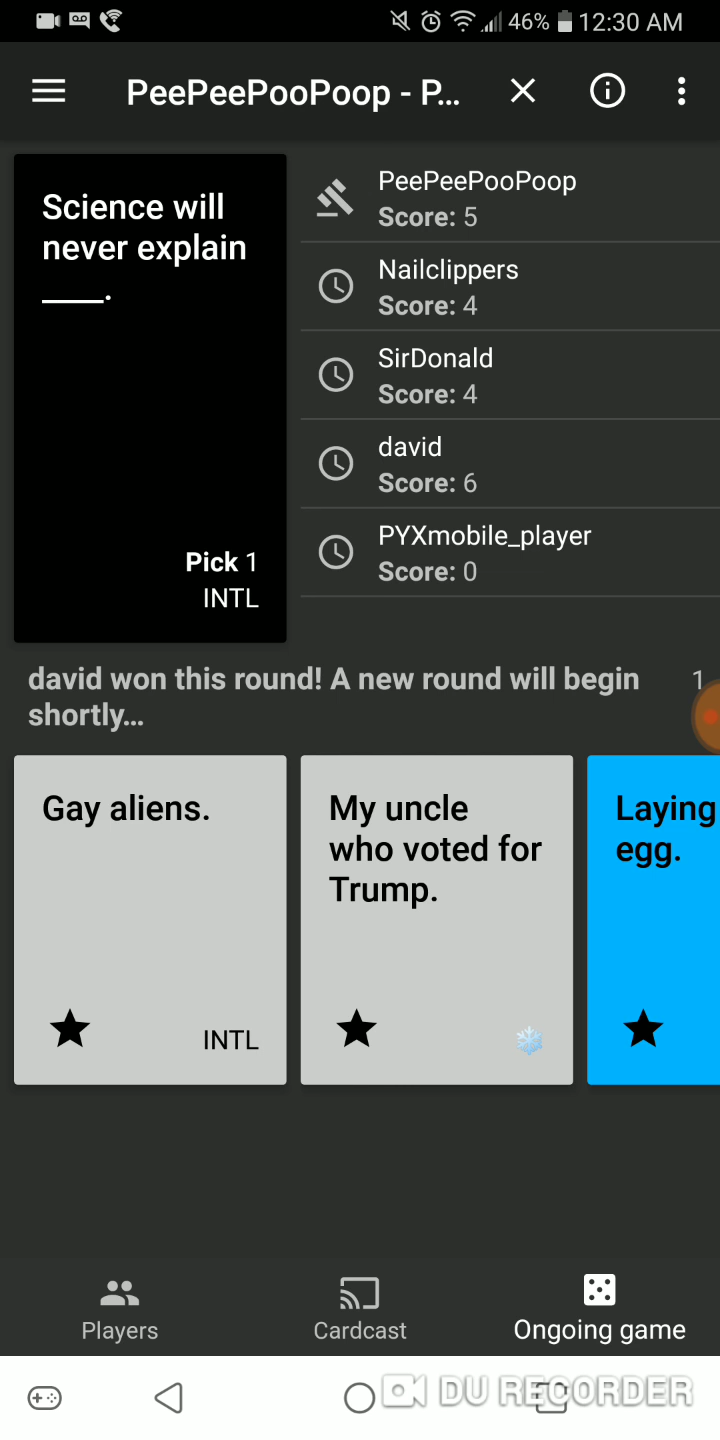 46% 12:30 AM
PeePeePooPoop - P...
Science will
never explain
____.
Pick 1
INTL
PeePeePooPoop
Score: 5
Nailclippers
Score: 4
SirDonald
Score: 4
david
Score: 6
PYXmobile_player
Score: 0
david won this round! A new round will begin
shortly...
1
Gay aliens.
INTL
My uncle
who voted for
Trump.
Laying
egg.
Players
Cardcast
Ongoing game
DU RECORDER